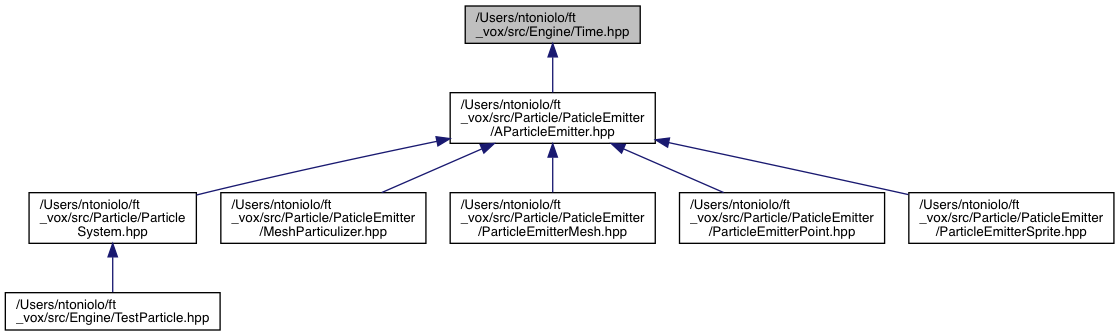 /Users/ntoniolo/ft
_vox/src/Engine/Time.hpp
/Users/ntoniolo/ft
_vox/src/Particle/PaticleEmitter
/AParticleEmitter.hpp
/Users/ntoniolo/ft
_vox/src/Particle/Particle
System.hpp
/Users/ntoniolo/ft
_vox/src/Particle/PaticleEmitter
/MeshParticulizer.hpp
/Users/ntoniolo/ft
_vox/src/Particle/PaticleEmitter
/ParticleEmitterMesh.hpp
/Users/ntoniolo/ft
_vox/src/Particle/PaticleEmitter
/ParticleEmitterPoint.hpp
/Users/ntoniolo/ft
_vox/src/Particle/PaticleEmitter
/ParticleEmitterSprite.hpp
/Users/ntoniolo/ft
_vox/src/Engine/TestParticle.hpp